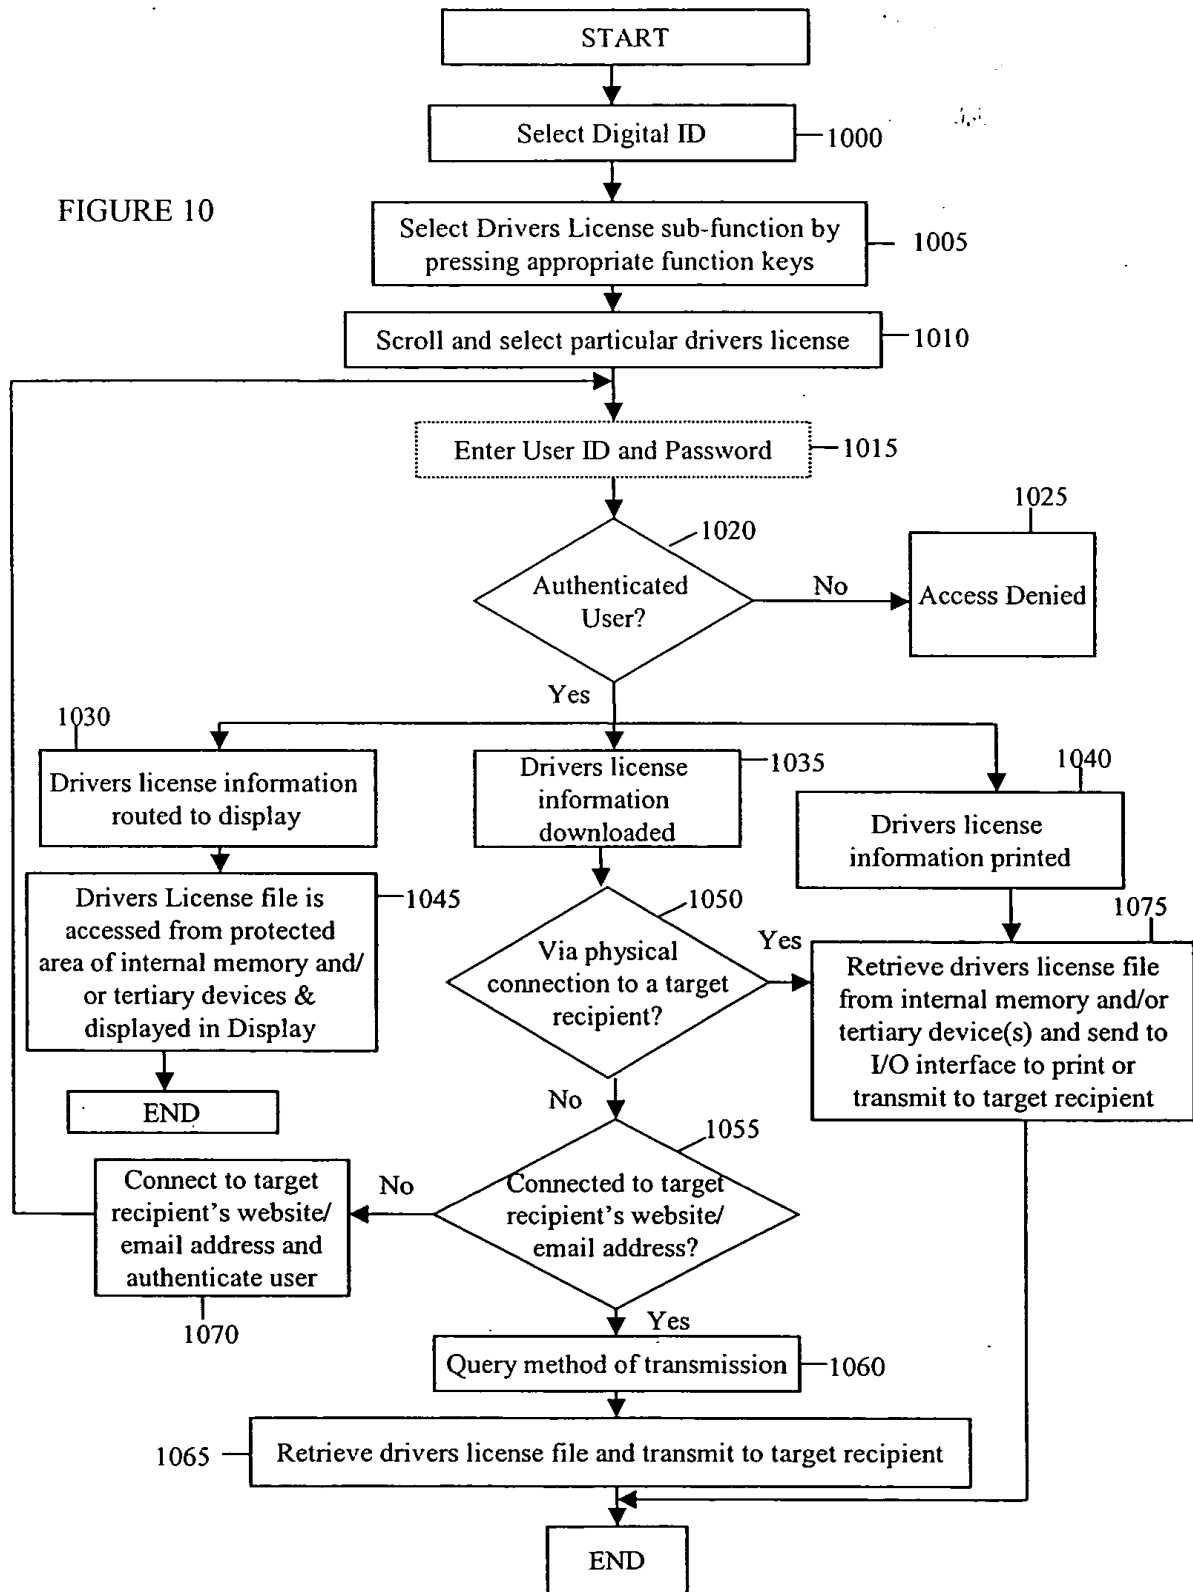 START
Select Digital ID
1000
FIGURE 10
Select Drivers License sub-function by
pressing appropriate function keys
1005
Scroll and select particular drivers license
1010
Enter User ID and Password
1015
1020
1025
Authenticated
User?
No
Access Denied
Yes
1030
Drivers license information
routed to display
Drivers license
information
downloaded
1035
1040
Drivers license
information printed
Drivers License file is
accessed from protected
area of internal memory and/
or tertiary devices &
displayed in Display
1045
END
1050
Via physical
connection to a target
recipient?
Yes
1075
Retrieve drivers license file
from internal memory and/or
tertiary device(s) and send to
I/O interface to print or
transmit to target recipient
No
1055
Connected to target
recipient's website/
email address?
No
Connect to target
recipient's website/
email address and
authenticate user
1070
Yes
Query method of transmission
1060
1065
Retrieve drivers license file and transmit to target recipient
END